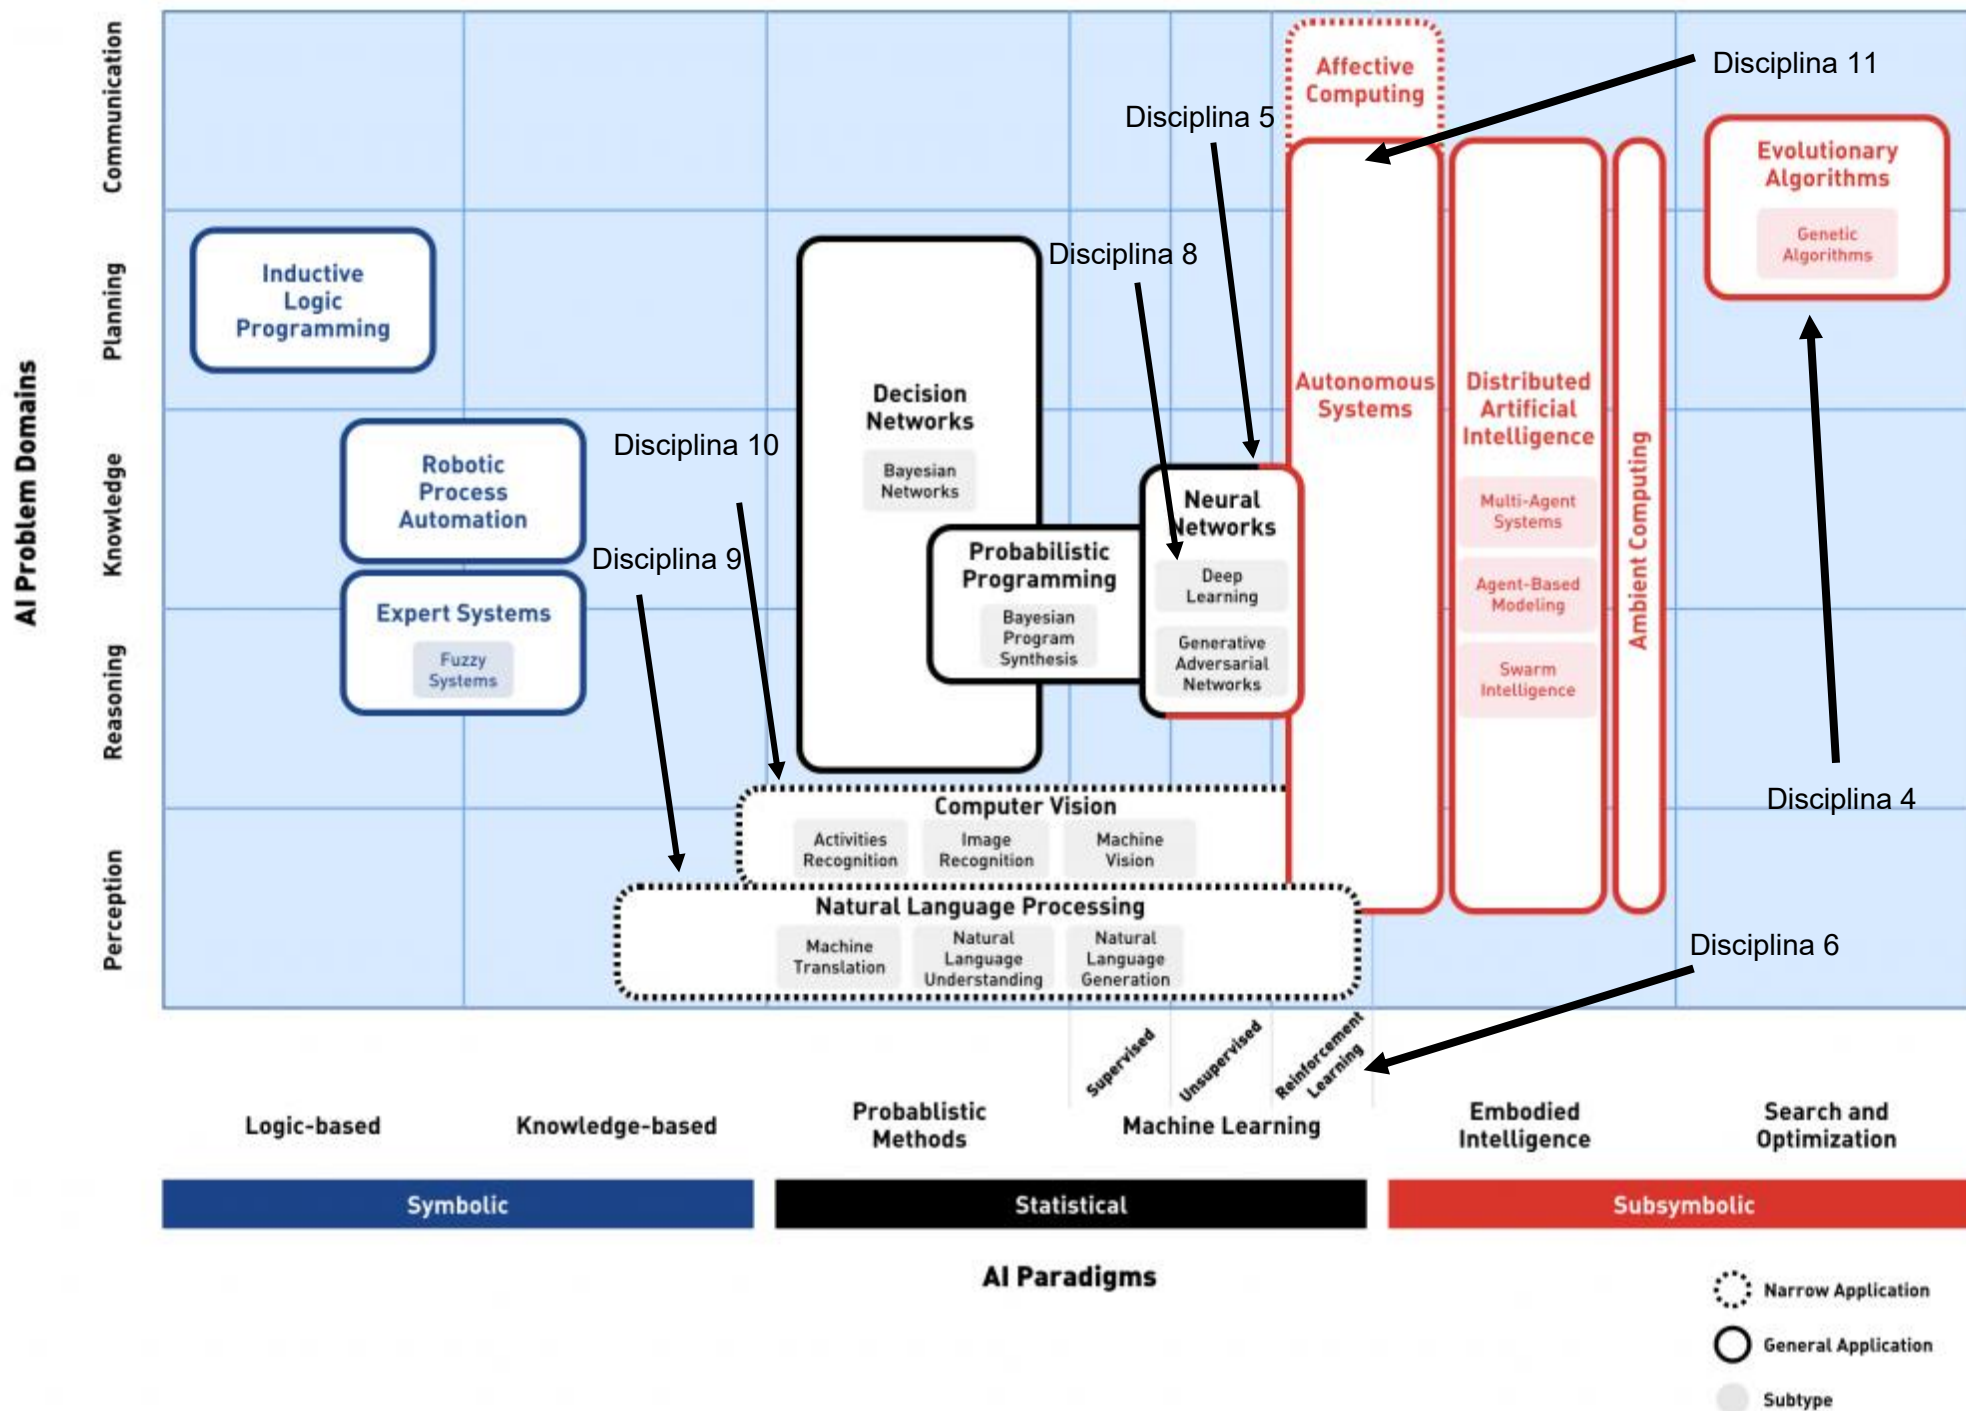 AI Problem Domains
Communication
Planning
Knowledge
Reasoning
Perception
Affective
Computing
Disciplina 11
Disciplina 5
Evolutionary
Algorithms
Genetic
Algorithms
Disciplina 8
Inductive
Logic
Programming
Decision
Networks
Bayesian
Networks
Autonomous
Systems
Distributed
Artificial
Intelligence
Multi-Agent
Systems
Agent-Based
Modeling
Swarm
Intelligence
Ambient Computing
Robotic
Process
Automation
Disciplina 10
Disciplina 9
Neural
Networks
Deep
Learning
Generative
Adversarial
Networks
Probabilistic
Programming
Bayesian
Program
Synthesis
Expert Systems
Fuzzy
Systems
Disciplina 4
Computer Vision
Activities
Recognition
Image
Recognition
Machine
Vision
Natural Language Processing
Machine
Translation
Natural
Language
Understanding
Natural
Language
Generation
Disciplina 6
Supervised
Unsupervised
Reinforcement
Learning
Logic-based
Knowledge-based
Probablistic
Methods
Machine Learning
Embodied
Intelligence
Search and
Optimization
Symbolic
Statistical
Subsymbolic
AI Paradigms
Narrow Application
General Application
Subtype